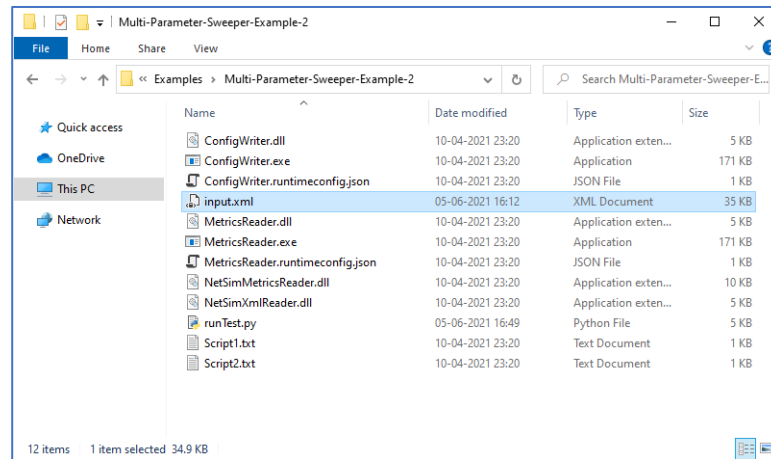 Multi-Parameter-Sweeper-Example-2
File Home Share View
« Examples > Multi-Parameter-Sweeper-Example-2 Search Multi-Parameter-Sweeper-E...
Name Date modified Type Size
Quick access
OneDrive
This PC
Network
ConfigWriter.dll 10-04-2021 23:20 Application exten... 5 KB
ConfigWriter.exe 10-04-2021 23:20 Application 171 KB
ConfigWriter.runtimeconfig.json 10-04-2021 23:20 JSON File 1 KB
input.xml 05-06-2021 16:12 XML Document 35 KB
MetricsReader.dll 10-04-2021 23:20 Application exten... 5 KB
MetricsReader.exe 10-04-2021 23:20 Application 171 KB
MetricsReader.runtimeconfig.json 10-04-2021 23:20 JSON File 1 KB
NetSimMetricsReader.dll 10-04-2021 23:20 Application exten... 10 KB
NetSimXmlReader.dll 10-04-2021 23:20 Application exten... 5 KB
runTest.py 05-06-2021 16:49 Python File 5 KB
Script1.txt 10-04-2021 23:20 Text Document 1 KB
Script2.txt 10-04-2021 23:20 Text Document 1 KB
12 items 1 item selected 34.9 KB